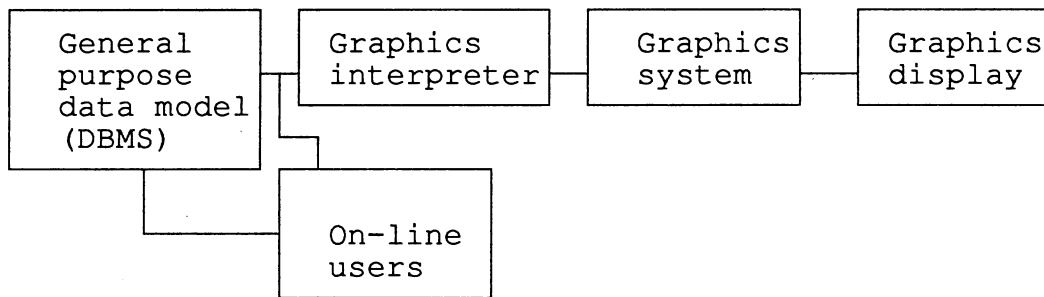 General
purpose
data model
(DBMS)
Graphics
interpreter
Graphics
system
Graphics
display
On-line
users